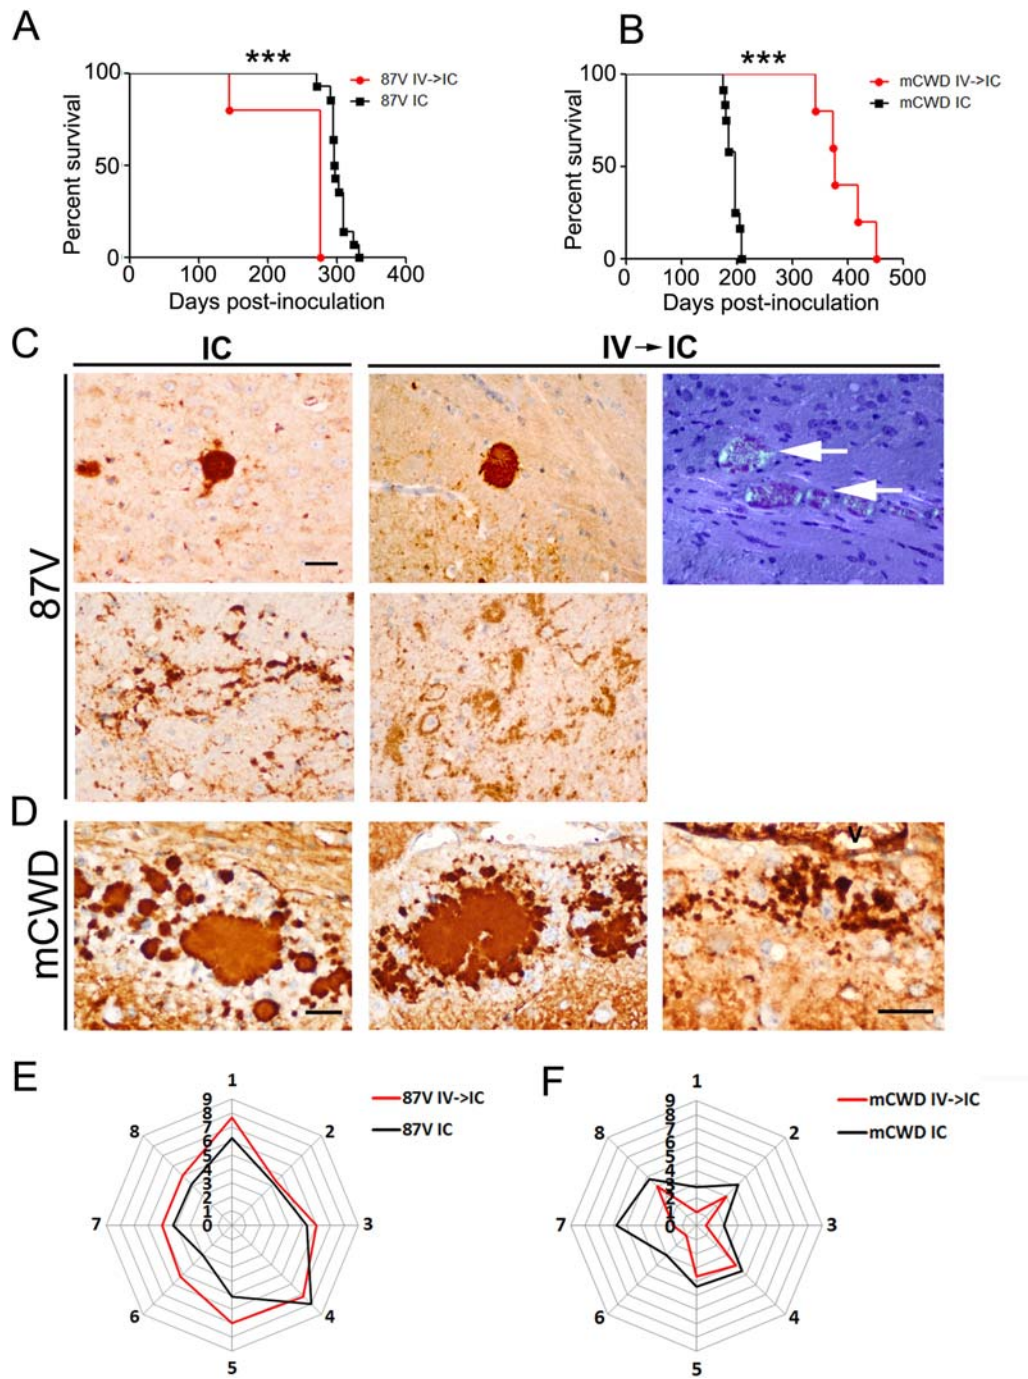 A
***
87V IV->IC
87V IC
100
50
0
Percent survival
0 100 200 300 400
Days post-inoculation
B
***
mCWD IV->IC
mCWD IC
100
50
0
Percent survival
0 100 200 300 400 500
Days post-inoculation
C
IC
IV→IC
87V
D
mCWD
v
E
87V IV->IC
87V IC
1
2
3
4
5
6
7
8
9
8
7
6
5
4
3
2
1
0
F
mCWD IV->IC
mCWD IC
1
2
3
4
5
6
7
8
9
8
7
6
5
4
3
2
1
0